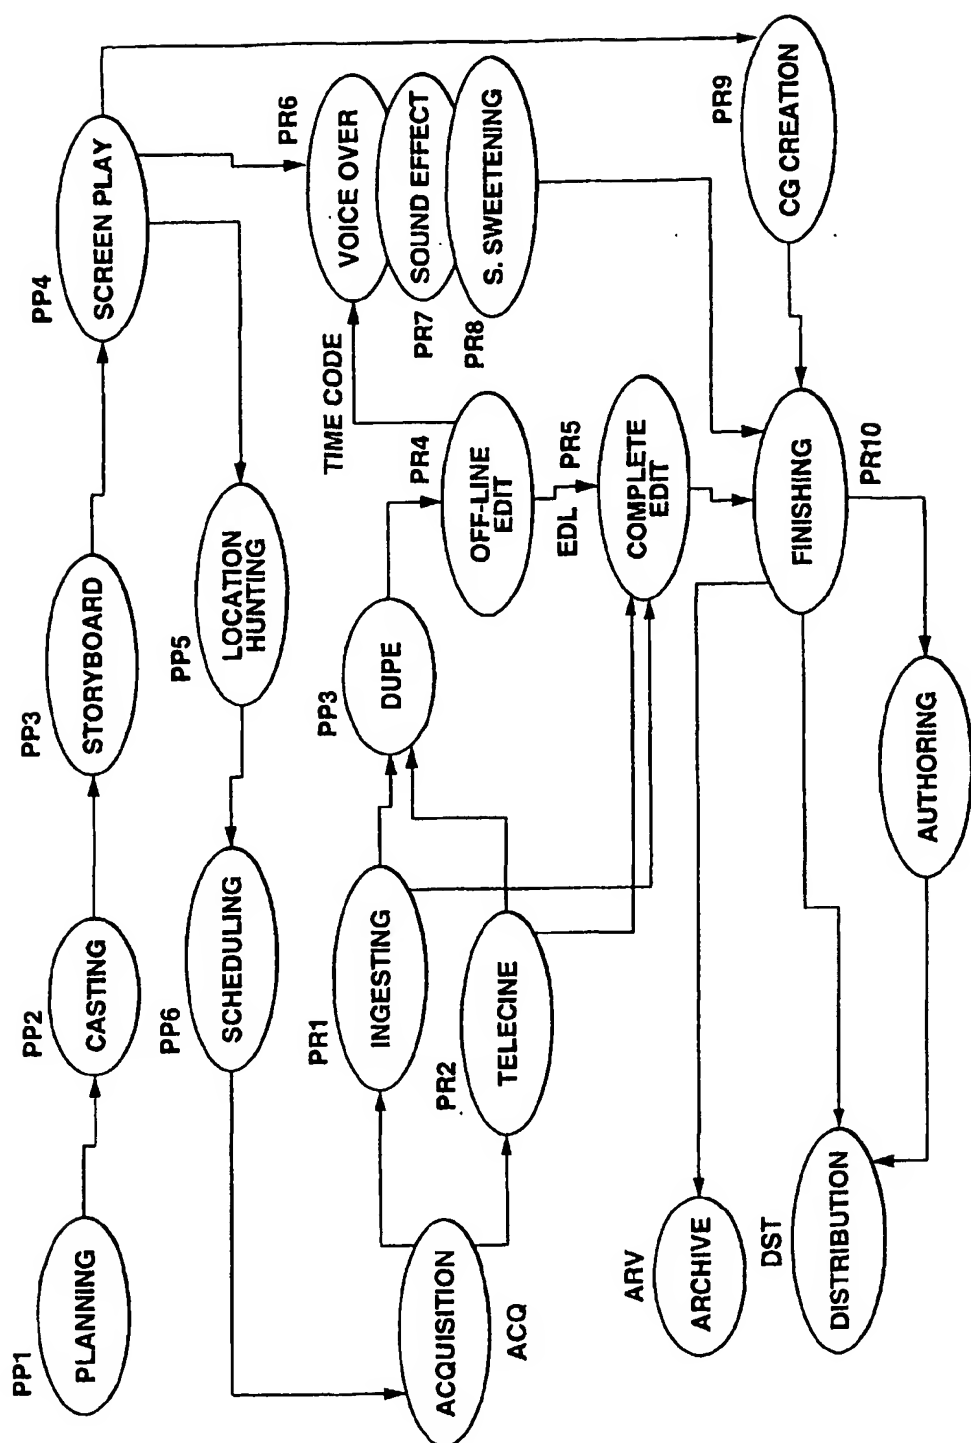 PP1
PLANNING
PP2
CASTING
PP3
STORYBOARD
PP4
SCREEN PLAY
PP6
SCHEDULING
PP5
LOCATION
HUNTING
PR6
VOICE OVER
PR7
SOUND EFFECT
PR8
S. SWEETENING
PR9
CG CREATION
ACQUISITION
ACQ
PR1
INGESTING
PR2
TELECINE
PP3
DUPE
TIME CODE
PR4
OFF-LINE
EDIT
EDL
PR5
COMPLETE
EDIT
FINISHING
PR10
ARV
ARCHIVE
DST
DISTRIBUTION
AUTHORING